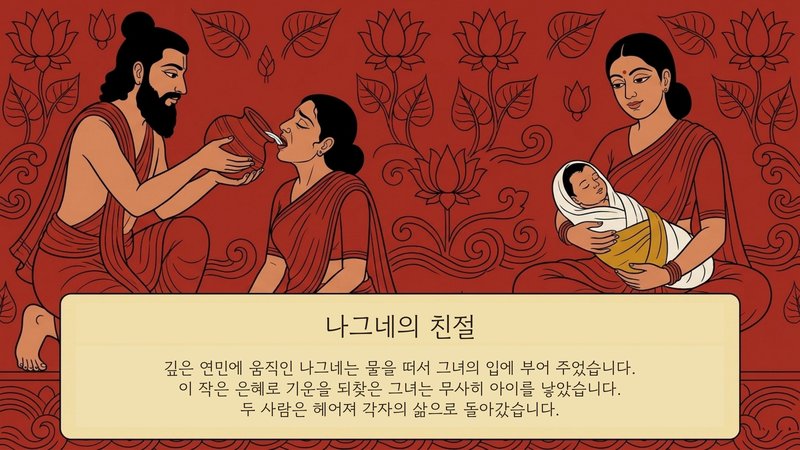 나그네의 친절
깊은 연민에 움직인 나그네는 물을 떠서 그녀의 입에 부어 주었습니다.
이 작은 은혜로 기운을 되찾은 그녀는 무사히 아이를 낳았습니다.
두 사람은 헤어져 각자의 삶으로 돌아갔습니다.